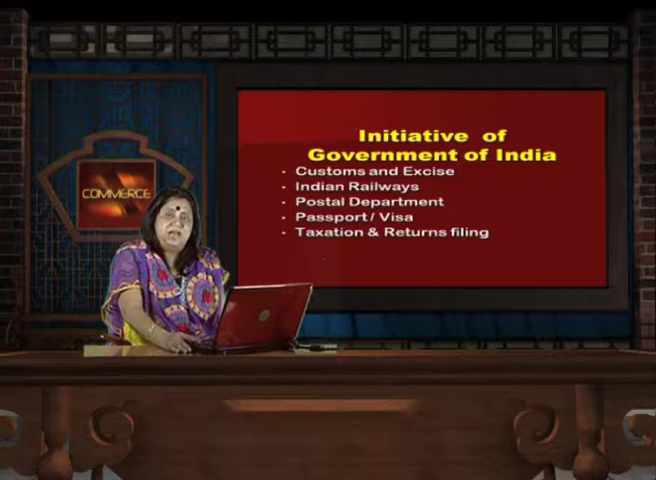 Initiative of
Government of India
• Customs and Excise
• Indian Railways
• Postal Department
• Passport / Visa
• Taxation & Returns filing
COMMERCE